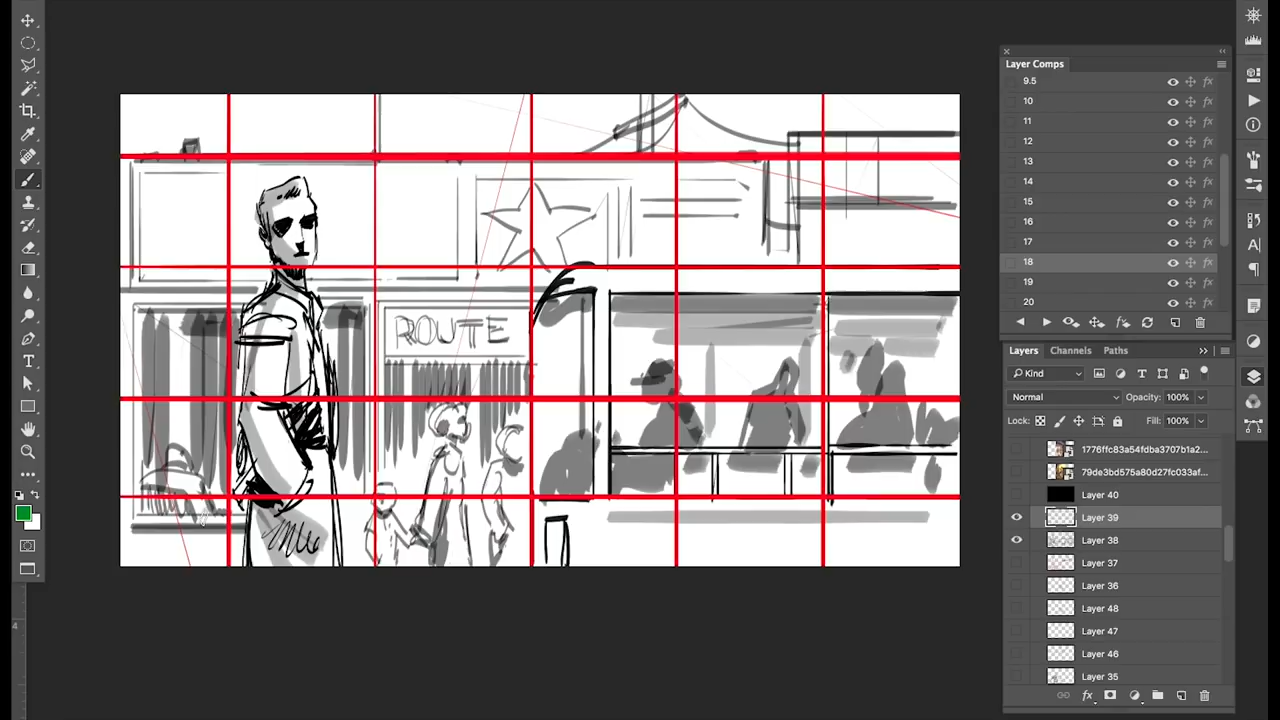 Layer Comps
9.5
10
11
12
13
14
15
16
17
18
19
20
ROUTE
Layers Channels Paths
Kind
Normal Opacity: 100%
Lock: Fill: 100%
1776ffc83a54fdba3707b1a2...
79de3bd575a80d27fc033af...
Layer 40
Layer 39
Layer 38
Layer 37
Layer 36
Layer 48
Layer 47
Layer 46
Layer 35
4